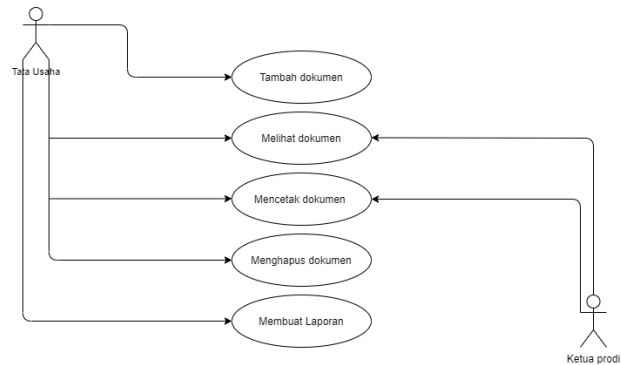 Tata Usaha
Tambah dokumen
Melihat dokumen
Mencetak dokumen
Menghapus dokumen
Membuat Laporan
Ketua prodi